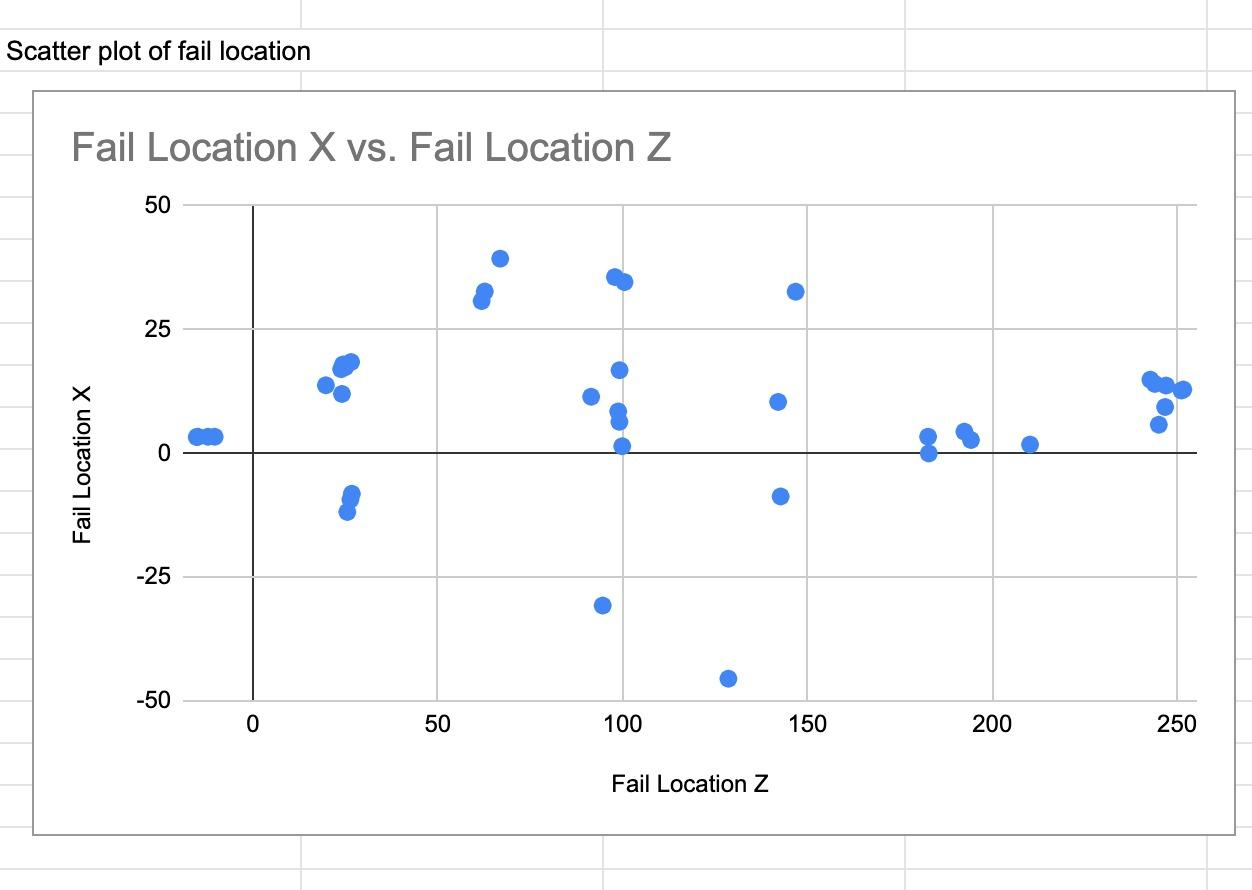 Scatter plot of fail location
Fail Location X vs. Fail Location Z
50
25
0
-25
-50
Fail Location X
0 50 100 150 200 250
Fail Location Z